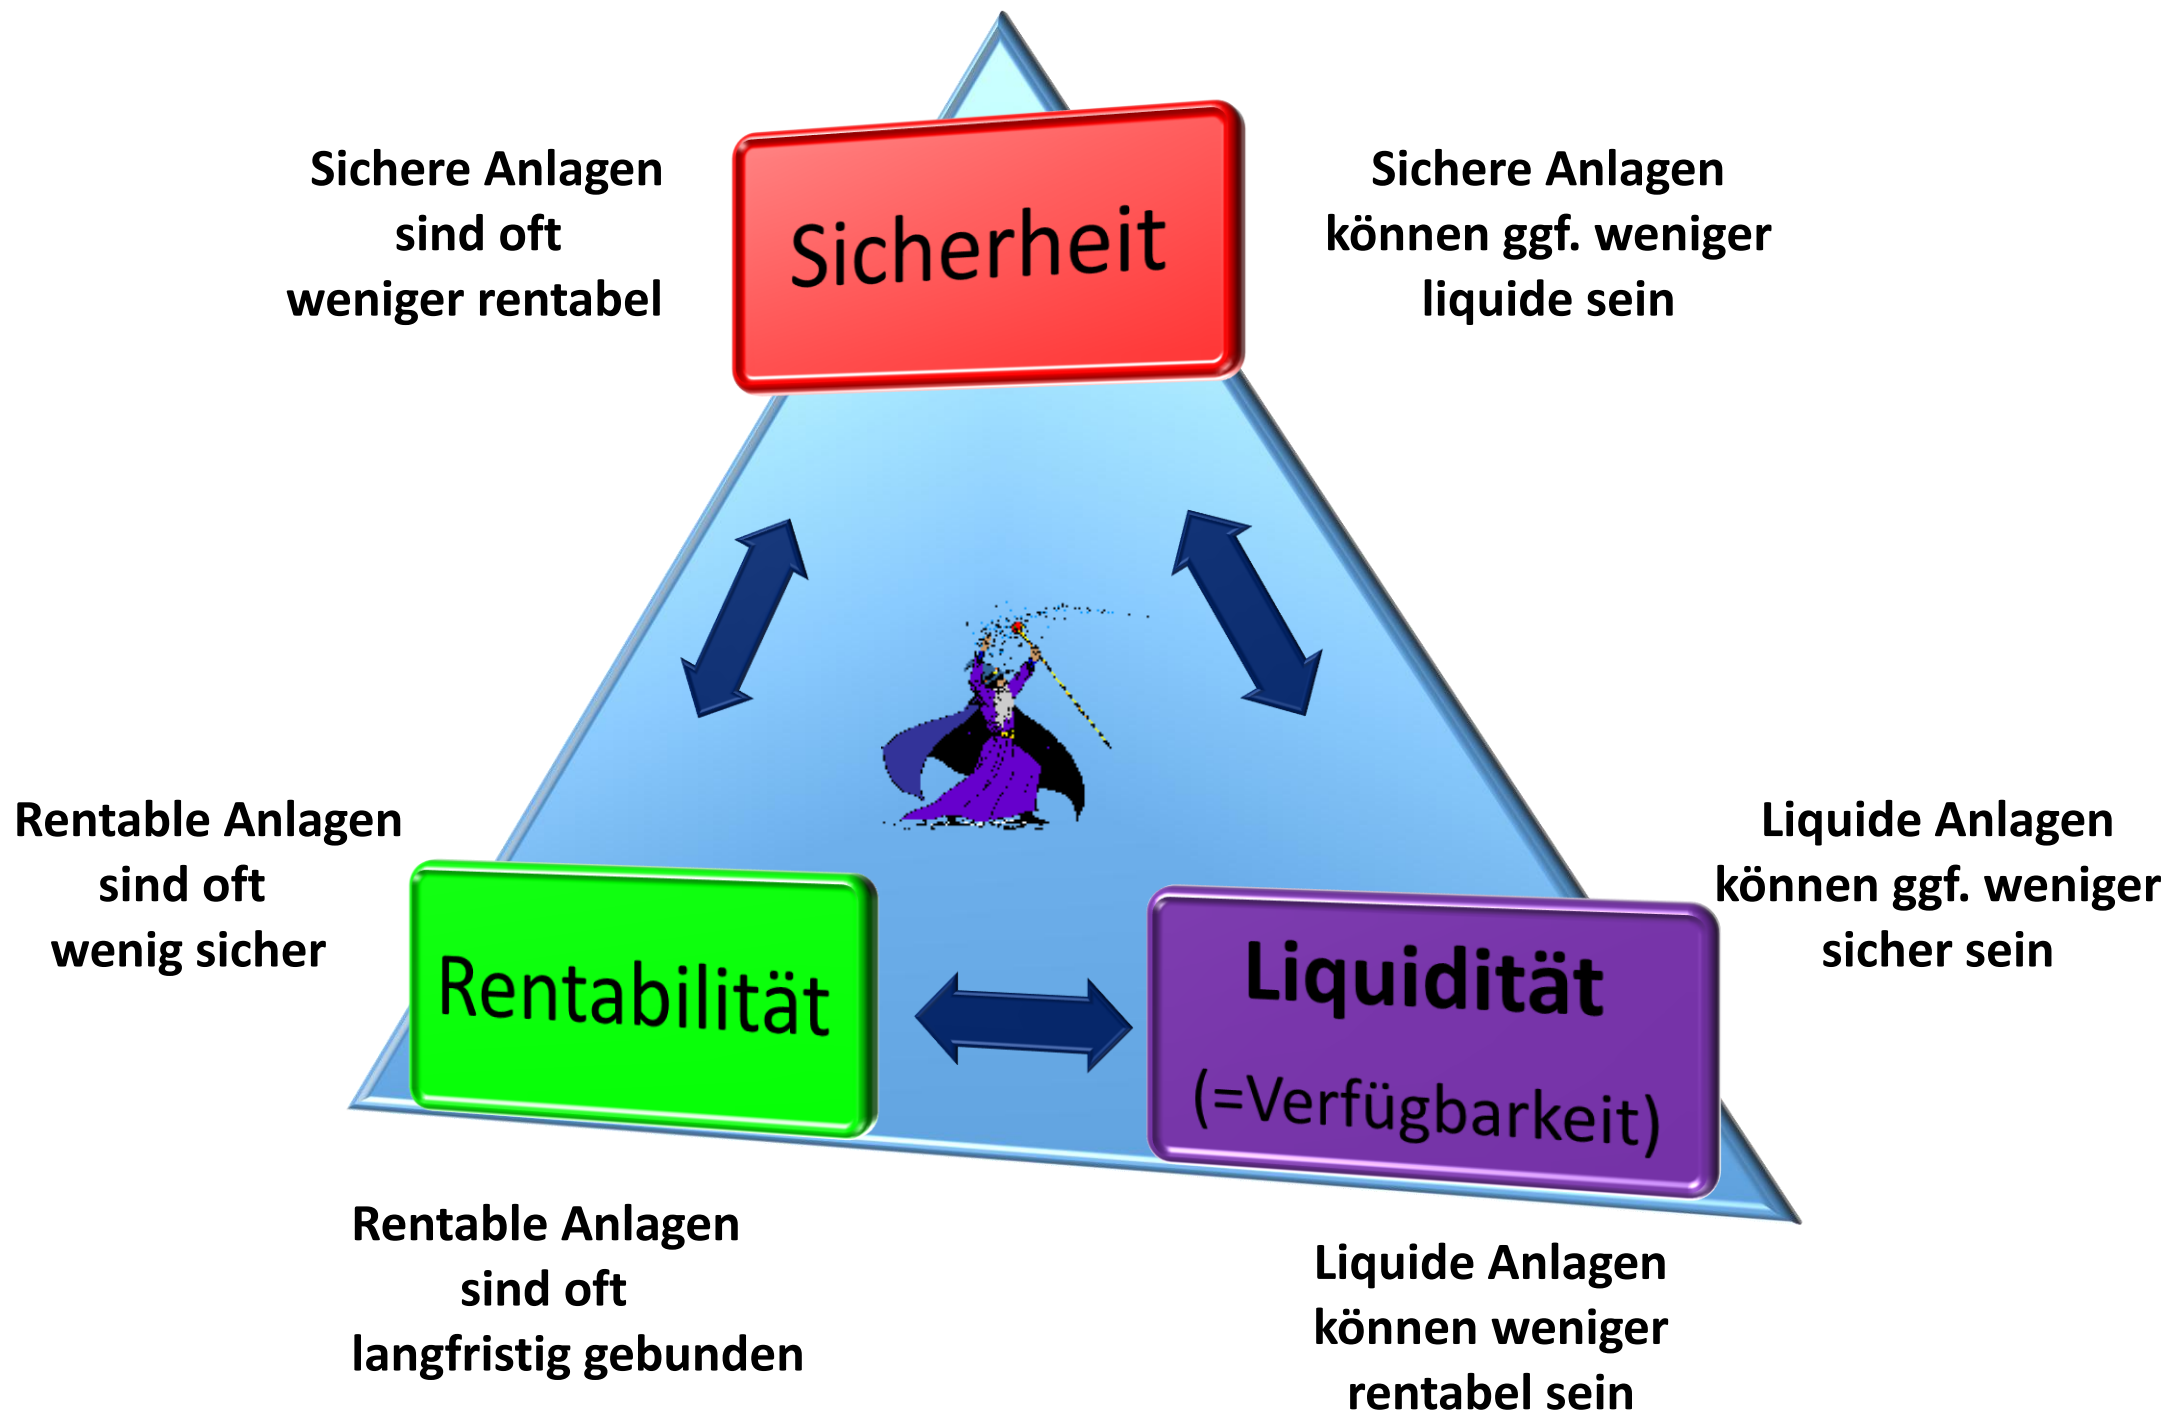 Sichere Anlagen
sind oft
weniger rentabel
Sicherheit
Sichere Anlagen
können ggf. weniger
liquide sein
Rentable Anlagen
sind oft
wenig sicher
Rentabilität
Liquidität
(=Verfügbarkeit)
Liquide Anlagen
können ggf. weniger
sicher sein
Rentable Anlagen
sind oft
langfristig gebunden
Liquide Anlagen
können weniger
rentabel sein